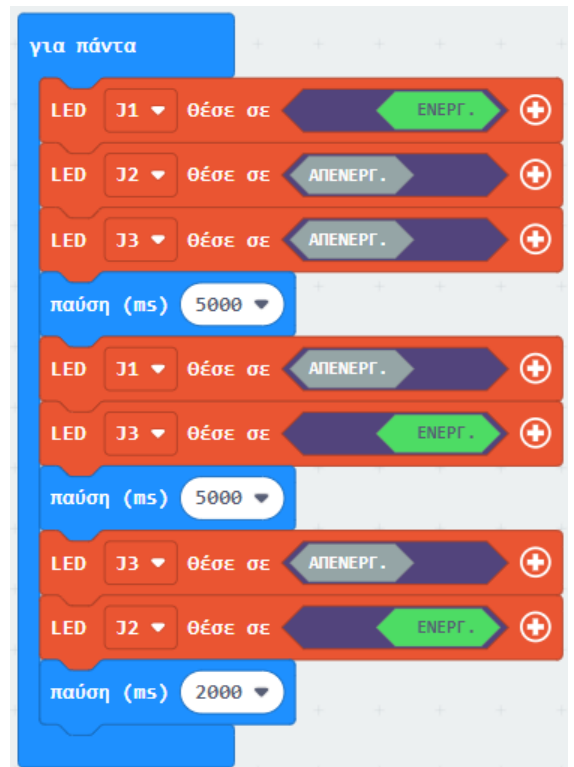 για πάντα
LED J1 θέσε σε ΕΝΕΡΓ.
LED J2 θέσε σε ΑΠΕΝΕΡΓ.
LED J3 θέσε σε ΑΠΕΝΕΡΓ.
παύση (ms) 5000
LED J1 θέσε σε ΑΠΕΝΕΡΓ.
LED J3 θέσε σε ΕΝΕΡΓ.
παύση (ms) 5000
LED J3 θέσε σε ΑΠΕΝΕΡΓ.
LED J2 θέσε σε ΕΝΕΡΓ.
παύση (ms) 2000